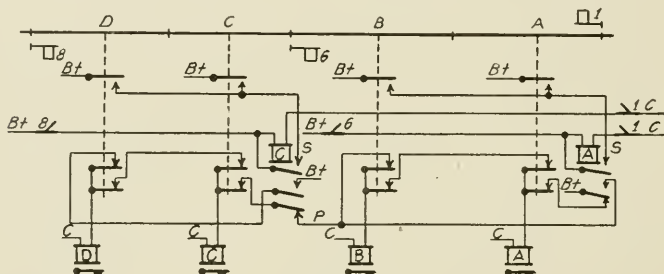 D C B A 1
8 6
B+ B+ B+ B+
B+ 8 B+ 6 1 C
C S A S 1 C
B+ B+
P
C C C C
D C B A